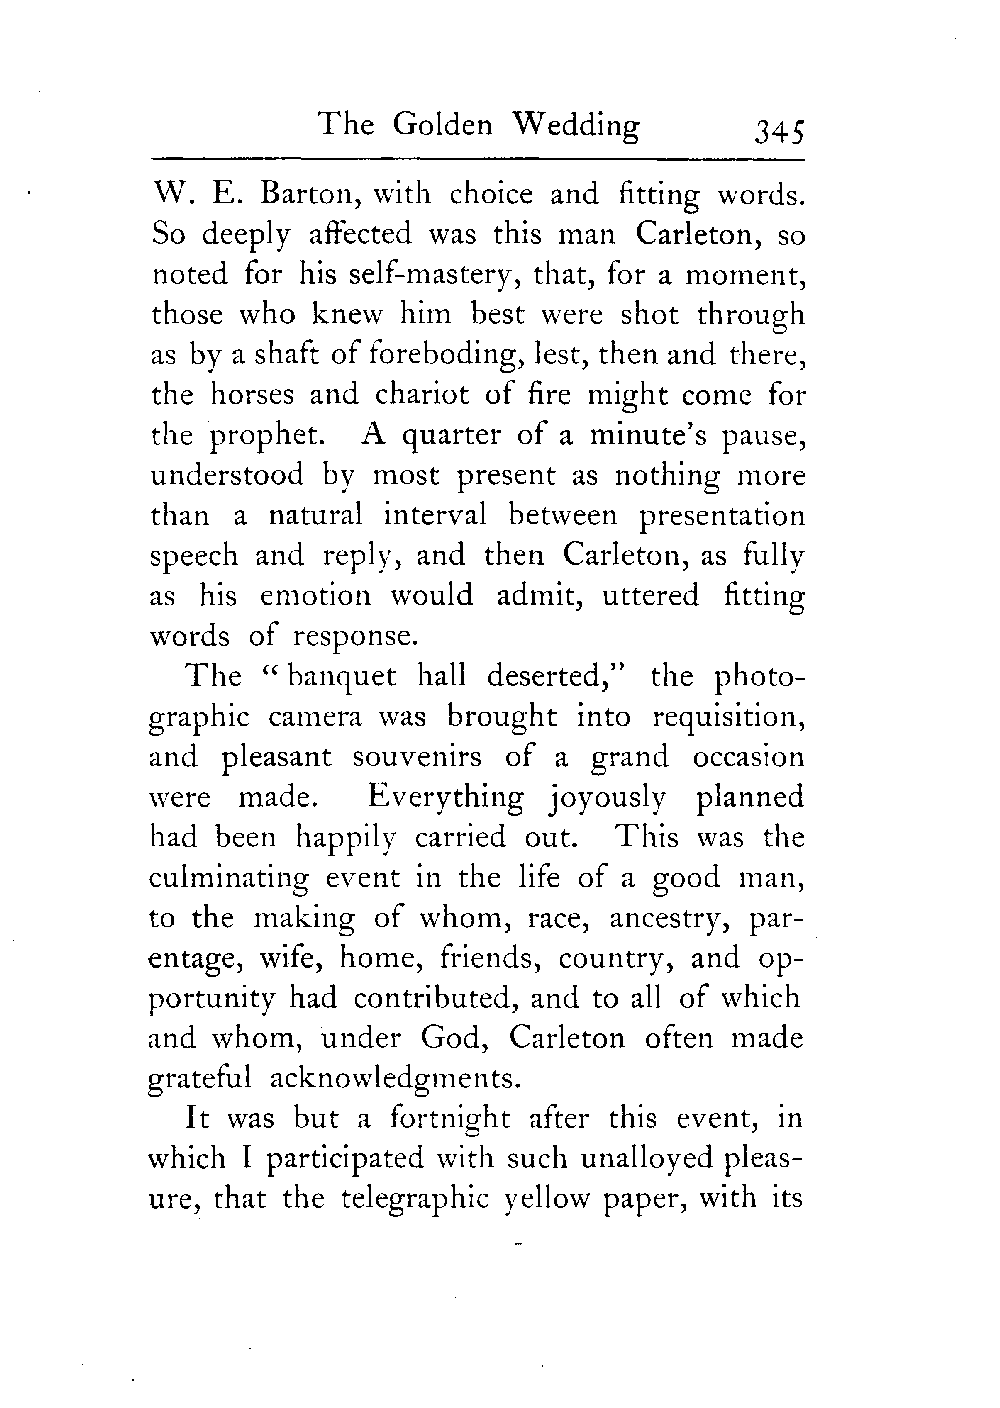 The Golden Wedding 345
W. E. Barton, with choice and fitting words.
So deeply affected was this man Carleton, so
noted for his self-mastery, that, for a moment,
those who knew him best were shot through
as by a shaft of foreboding, lest, then and there,
the horses and chariot of fire might come for
the prophet. A quarter of a minute's pause,
understood by most present as nothing more
than a natural interval between presentation
speech and reply, and then Carleton, as fully
as his emotion would admit, uttered fitting
words of response.
The “banquet hall deserted,” the photo-
graphic camera was brought into requisition,
and pleasant souvenirs of a grand occasion
were made. Everything joyously planned
had been happily carried out. This was the
culminating event in the life of a good man,
to the making of whom, race, ancestry, par-
entage, wife, home, friends, country, and op-
portunity had contributed, and to all of which
and whom, under God, Carleton often made
grateful acknowledgments.
It was but a fortnight after this event, in
which I participated with such unalloyed pleas-
ure, that the telegraphic yellow paper, with its